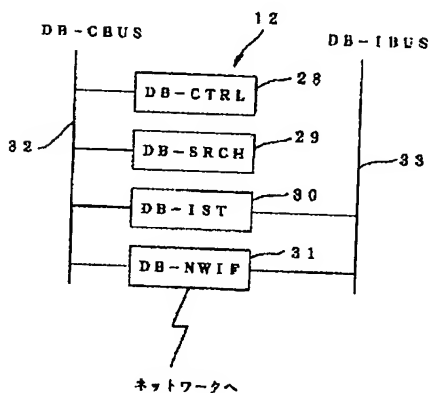 DB-CBUS
12
DB-IBUS
DB-CTRL
28
DB-SRCH
29
32
33
DB-IST
30
DB-NWIF
31
ネットワークへ